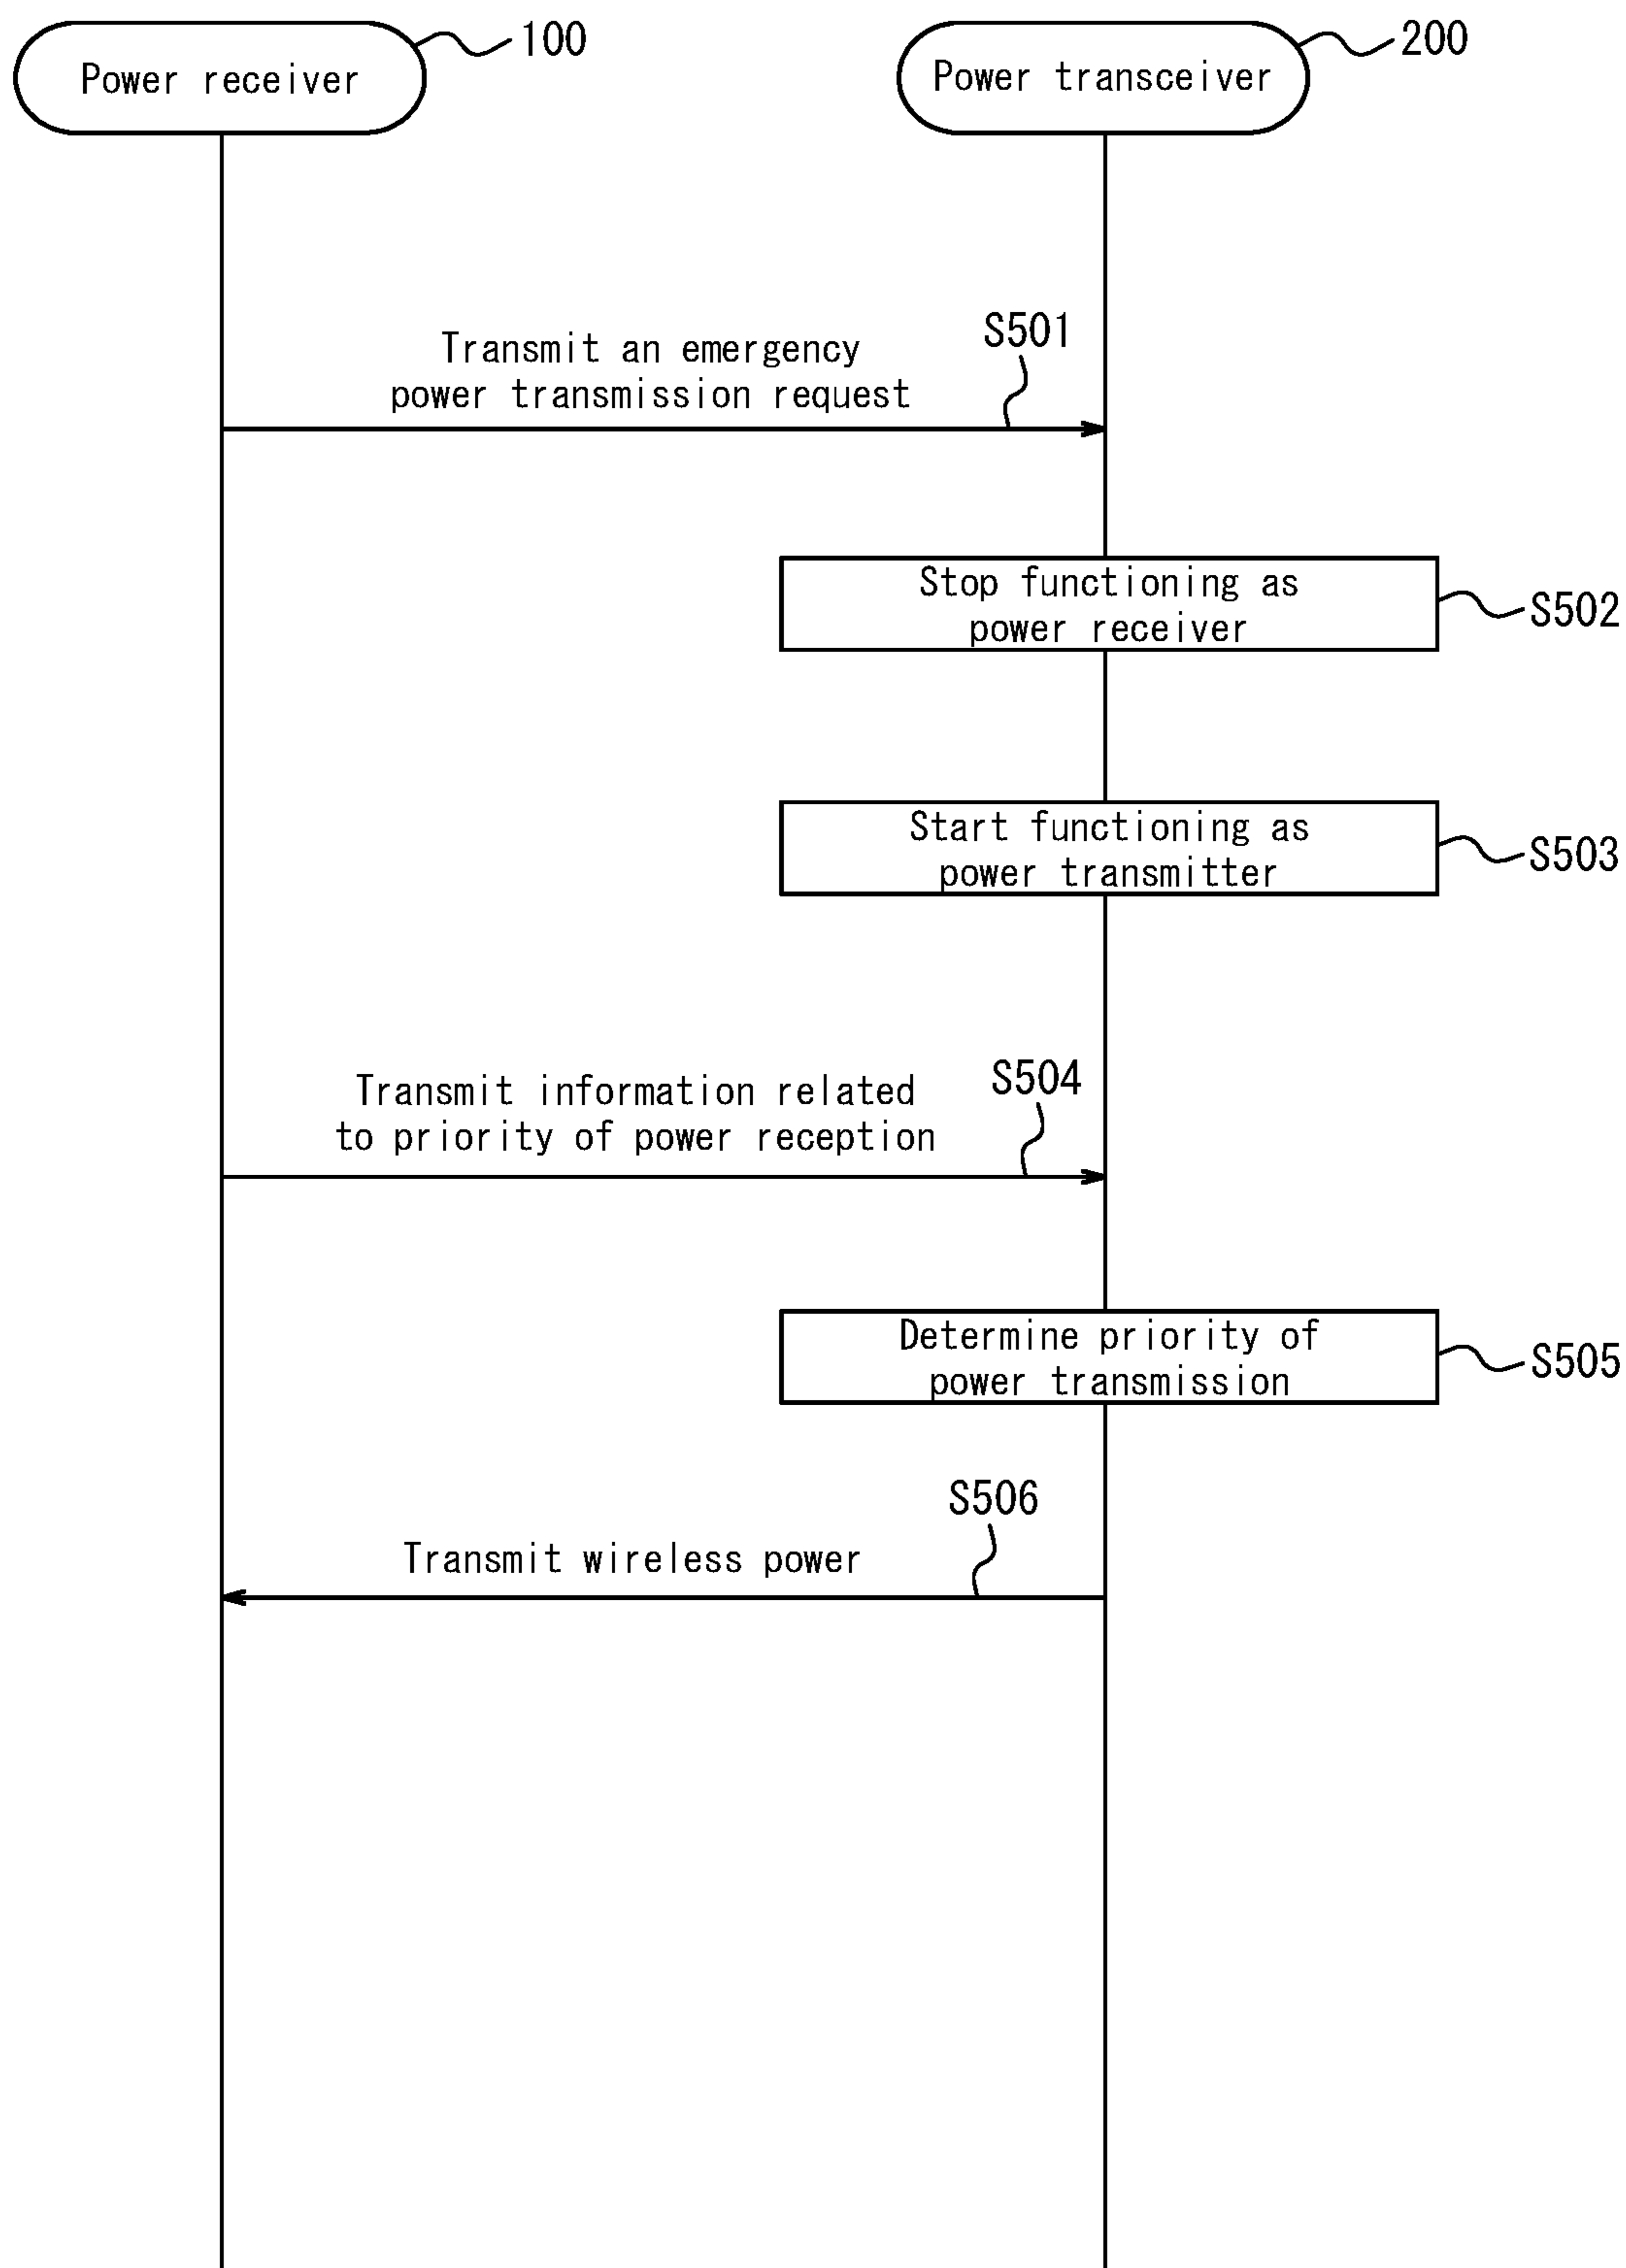 100
200
Power receiver
Power transceiver
S501
Transmit an emergency
power transmission request
Stop functioning as
power receiver
S502
Start functioning as
power transmitter
S503
S504
Transmit information related
to priority of power reception
Determine priority of
power transmission
S505
S506
Transmit wireless power